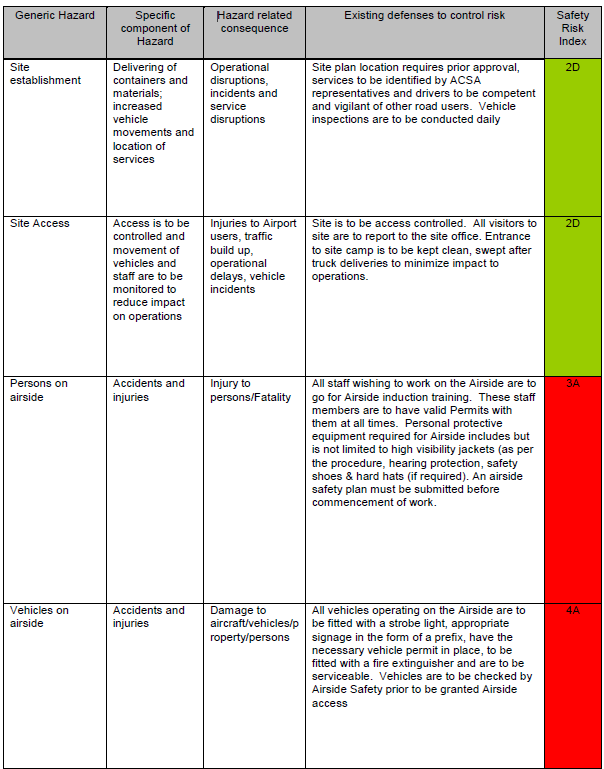 Generic Hazard
Specific
component of
Hazard
Hazard related
consequence
Existing defenses to control risk
Safety
Risk
Index
Site
establishment
Delivering of
containers and
materials;
increased
vehicle
movements and
location of
services
Operational
disruptions,
incidents and
service
disruptions
Site plan location requires prior approval,
services to be identified by ACSA
representatives and drivers to be competent
and vigilant of other road users.  Vehicle
inspections are to be conducted daily
2D
Site Access
Access is to be
controlled and
movement of
vehicles and
staff are to be
monitored to
reduce impact
on operations
Injuries to Airport
users, traffic
build up,
operational
delays, vehicle
incidents
Site is to be access controlled.  All visitors to
site are to report to the site office. Entrance
to site camp is to be kept clean, swept after
truck deliveries to minimize impact to
operations.
2D
Persons on
airside
Accidents and
injuries
Injury to
persons/Fatality
All staff wishing to work on the Airside are to
go for Airside induction training.  These staff
members are to have valid Permits with
them at all times.  Personal protective
equipment required for Airside includes but
is not limited to high visibility jackets (as per
the procedure, hearing protection, safety
shoes & hard hats (if required). An airside
safety plan must be submitted before
commencement of work.
3A
Vehicles on
airside
Accidents and
injuries
Damage to
aircraft/vehicles/p
roperty/persons
All vehicles operating on the Airside are to
be fitted with a strobe light, appropriate
signage in the form of a prefix, have the
necessary vehicle permit in place, to be
fitted with a fire extinguisher and are to be
serviceable.  Vehicles are to be checked by
Airside Safety prior to be granted Airside
access
4A